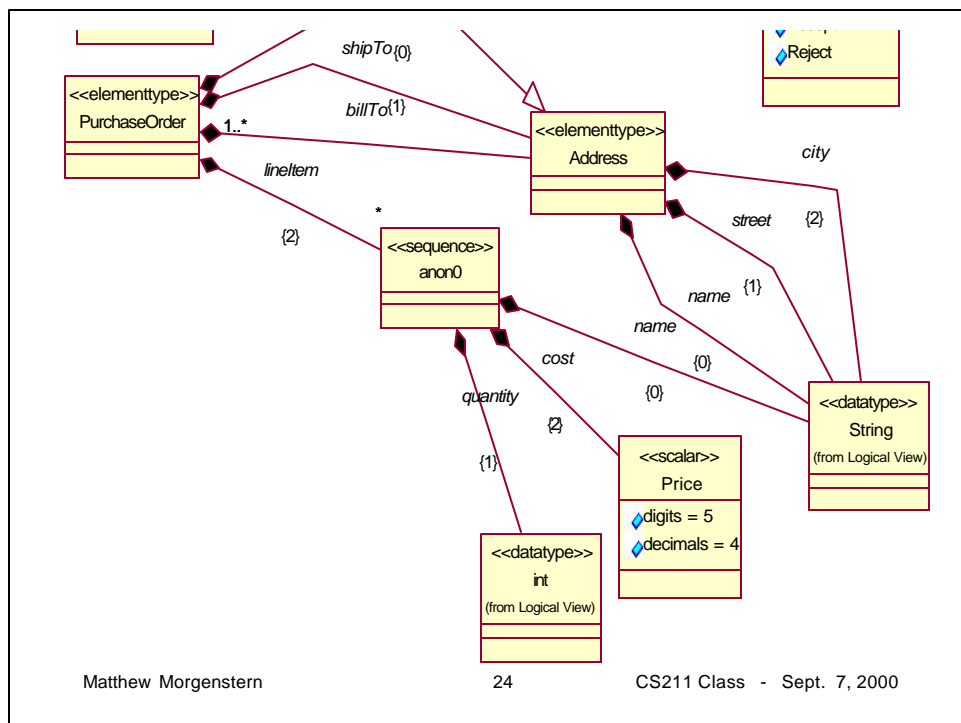 shipTo
{0}
Reject
<<elementtype>>
PurchaseOrder
billTo
{1}
1..*
<<elementtype>>
Address
city
lineItem
*
{2}
street
{2}
<<sequence>>
anon0
name
{1}
name
cost
{0}
{0}
quantity
{2}
{1}
<<datatype>>
String
(from Logical View)
<<scalar>>
Price
digits = 5
decimals = 4
<<datatype>>
int
(from Logical View)
Matthew Morgenstern 24 CS211 Class - Sept. 7, 2000